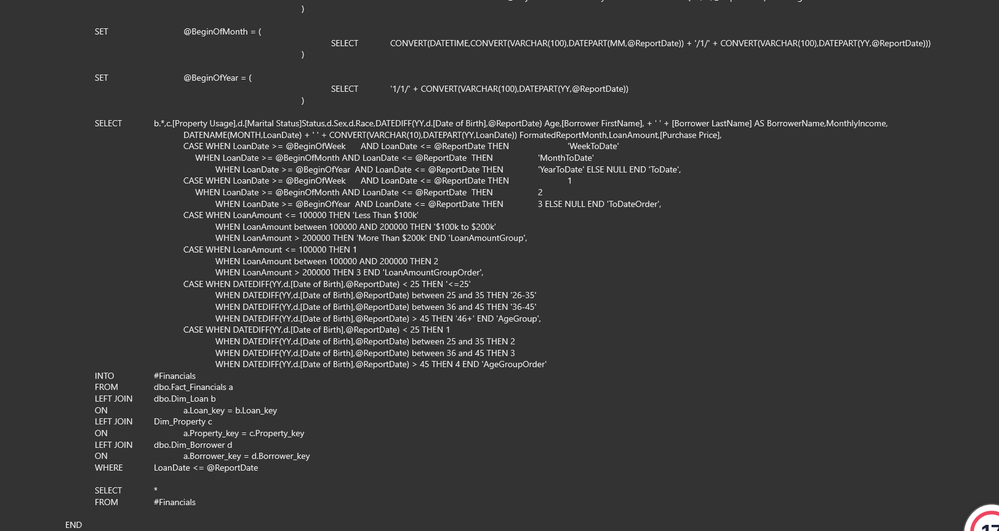 )
SET @BeginOfMonth = (
SELECT CONVERT(DATETIME,CONVERT(VARCHAR(100),DATEPART(MM,@ReportDate)) + '/1/' + CONVERT(VARCHAR(100),DATEPART(YY,@ReportDate)))
)
SET @BeginOfYear = (
SELECT '1/1/' + CONVERT(VARCHAR(100),DATEPART(YY,@ReportDate))
)
SELECT b.*,c.[Property Usage],d.[Marital Status]Status,d.Sex,d.Race,DATEDIFF(YY,d.[Date of Birth],@ReportDate) Age,[Borrower FirstName], + ' ' + [Borrower LastName] AS BorrowerName,MonthlyIncome,
DATENAME(MONTH,LoanDate) + ' ' + CONVERT(VARCHAR(10),DATEPART(YY,LoanDate)) FormatedReportMonth,LoanAmount,[Purchase Price],
CASE WHEN LoanDate >= @BeginOfWeek AND LoanDate <= @ReportDate THEN 'WeekToDate'
WHEN LoanDate >= @BeginOfMonth AND LoanDate <= @ReportDate THEN 'MonthToDate'
WHEN LoanDate >= @BeginOfYear AND LoanDate <= @ReportDate THEN 'YearToDate' ELSE NULL END 'ToDate',
CASE WHEN LoanDate >= @BeginOfWeek AND LoanDate <= @ReportDate THEN 1
WHEN LoanDate >= @BeginOfMonth AND LoanDate <= @ReportDate THEN 2
WHEN LoanDate >= @BeginOfYear AND LoanDate <= @ReportDate THEN 3 ELSE NULL END 'ToDateOrder',
CASE WHEN LoanAmount <= 100000 THEN 'Less Than $100k'
WHEN LoanAmount between 100000 AND 200000 THEN '$100k to $200k'
WHEN LoanAmount > 200000 THEN 'More Than $200k' END 'LoanAmountGroup',
CASE WHEN LoanAmount <= 100000 THEN 1
WHEN LoanAmount between 100000 AND 200000 THEN 2
WHEN LoanAmount > 200000 THEN 3 END 'LoanAmountGroupOrder',
CASE WHEN DATEDIFF(YY,d.[Date of Birth],@ReportDate) < 25 THEN '<=25'
WHEN DATEDIFF(YY,d.[Date of Birth],@ReportDate) between 25 and 35 THEN '26-35'
WHEN DATEDIFF(YY,d.[Date of Birth],@ReportDate) between 36 and 45 THEN '36-45'
WHEN DATEDIFF(YY,d.[Date of Birth],@ReportDate) > 45 THEN '46+' END 'AgeGroup',
CASE WHEN DATEDIFF(YY,d.[Date of Birth],@ReportDate) < 25 THEN 1
WHEN DATEDIFF(YY,d.[Date of Birth],@ReportDate) between 25 and 35 THEN 2
WHEN DATEDIFF(YY,d.[Date of Birth],@ReportDate) between 36 and 45 THEN 3
WHEN DATEDIFF(YY,d.[Date of Birth],@ReportDate) > 45 THEN 4 END 'AgeGroupOrder'
INTO #Financials
FROM dbo.Fact_Financials a
LEFT JOIN dbo.Dim_Loan b
ON a.Loan_key = b.Loan_key
LEFT JOIN Dim_Property c
ON a.Property_key = c.Property_key
LEFT JOIN dbo.Dim_Borrower d
ON a.Borrower_key = d.Borrower_key
WHERE LoanDate <= @ReportDate
SELECT *
FROM #Financials
END